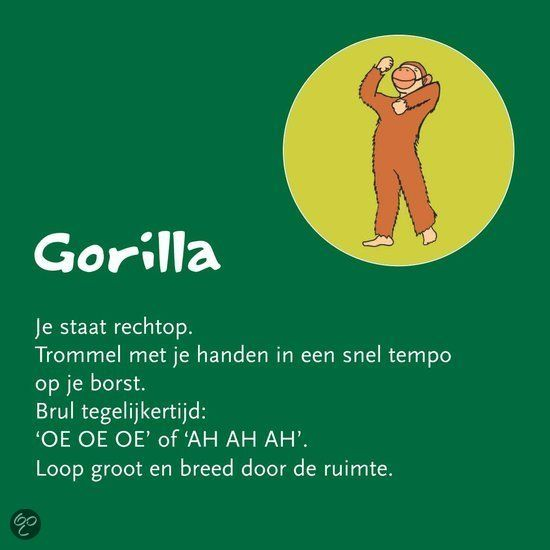 Gorilla
Je staat rechtop.
Trommel met je handen in een snel tempo
op je borst.
Brul tegelijkertijd:
‘OE OE OE’ of ‘AH AH AH’.
Loop groot en breed door de ruimte.